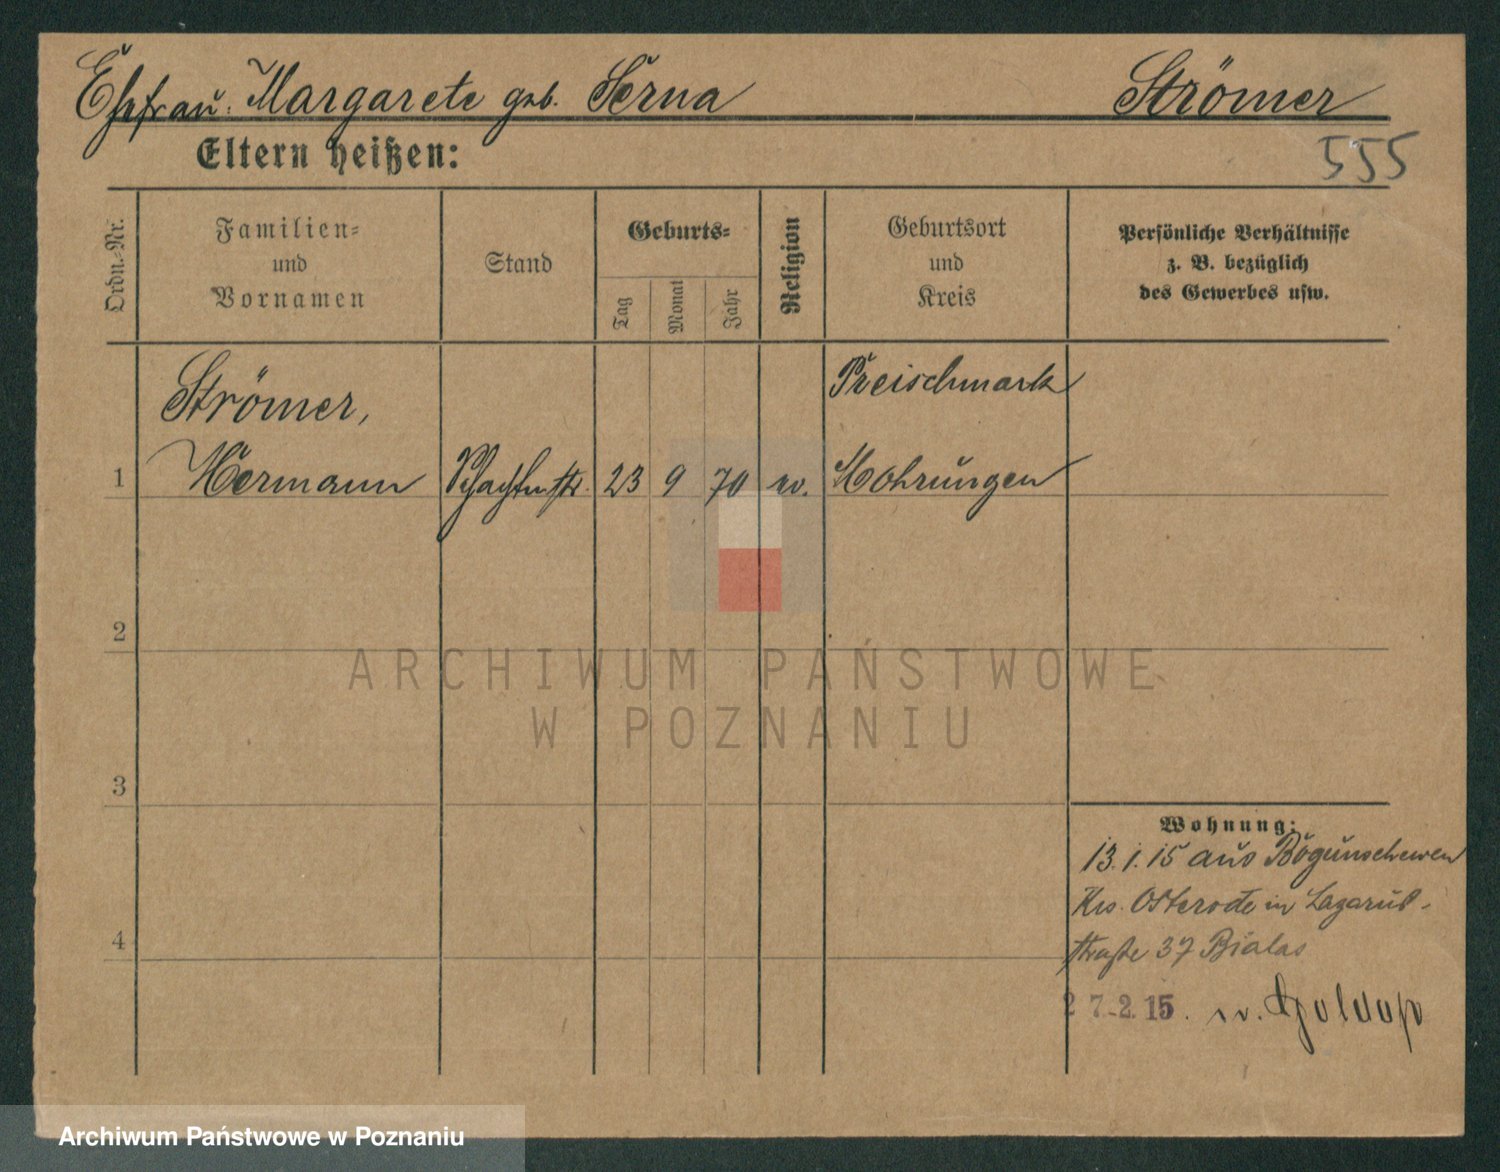 Ehefrau: Margarete geb. Serna Strömer
555
Eltern heißen:
Ordn.-Nr.
Familien-
und
Vornamen
Stand
Geburts-
Tag
Monat
Jahr
Religion
Geburtsort
und
Kreis
Persönliche Verhältnisse
z. B. bezüglich
des Gewerbes usw.
Strömer, Preischmark
1 Hermann 23 9 70 ev. Mohrungen
2
3
4
Wohnung:
13.1.15 aus
Krs. Osterode in Lazarus-
straße 37 Bialas
27.2.15. n. Goldap
ARCHIWUM PAŃSTWOWE
W POZNANIU
Archiwum Państwowe w Poznaniu